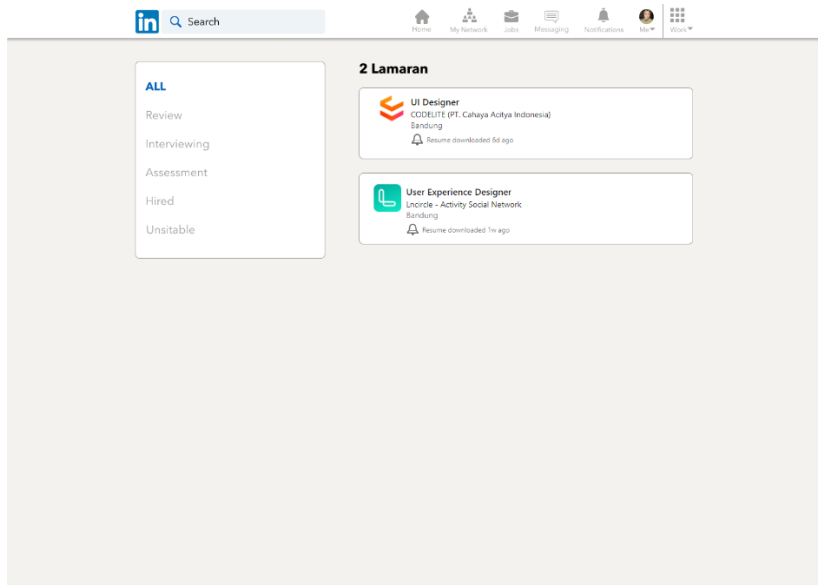 in
Search
Home
My Network
Jobs
Messaging
Notifications
Me
Work
ALL
Review
Interviewing
Assessment
Hired
Unsitable
2 Lamaran
UI Designer
CODELITE (PT. Cahaya Acitya Indonesia)
Bandung
Resume downloaded 6d ago
User Experience Designer
Lncircle - Activity Social Network
Bandung
Resume downloaded 1w ago